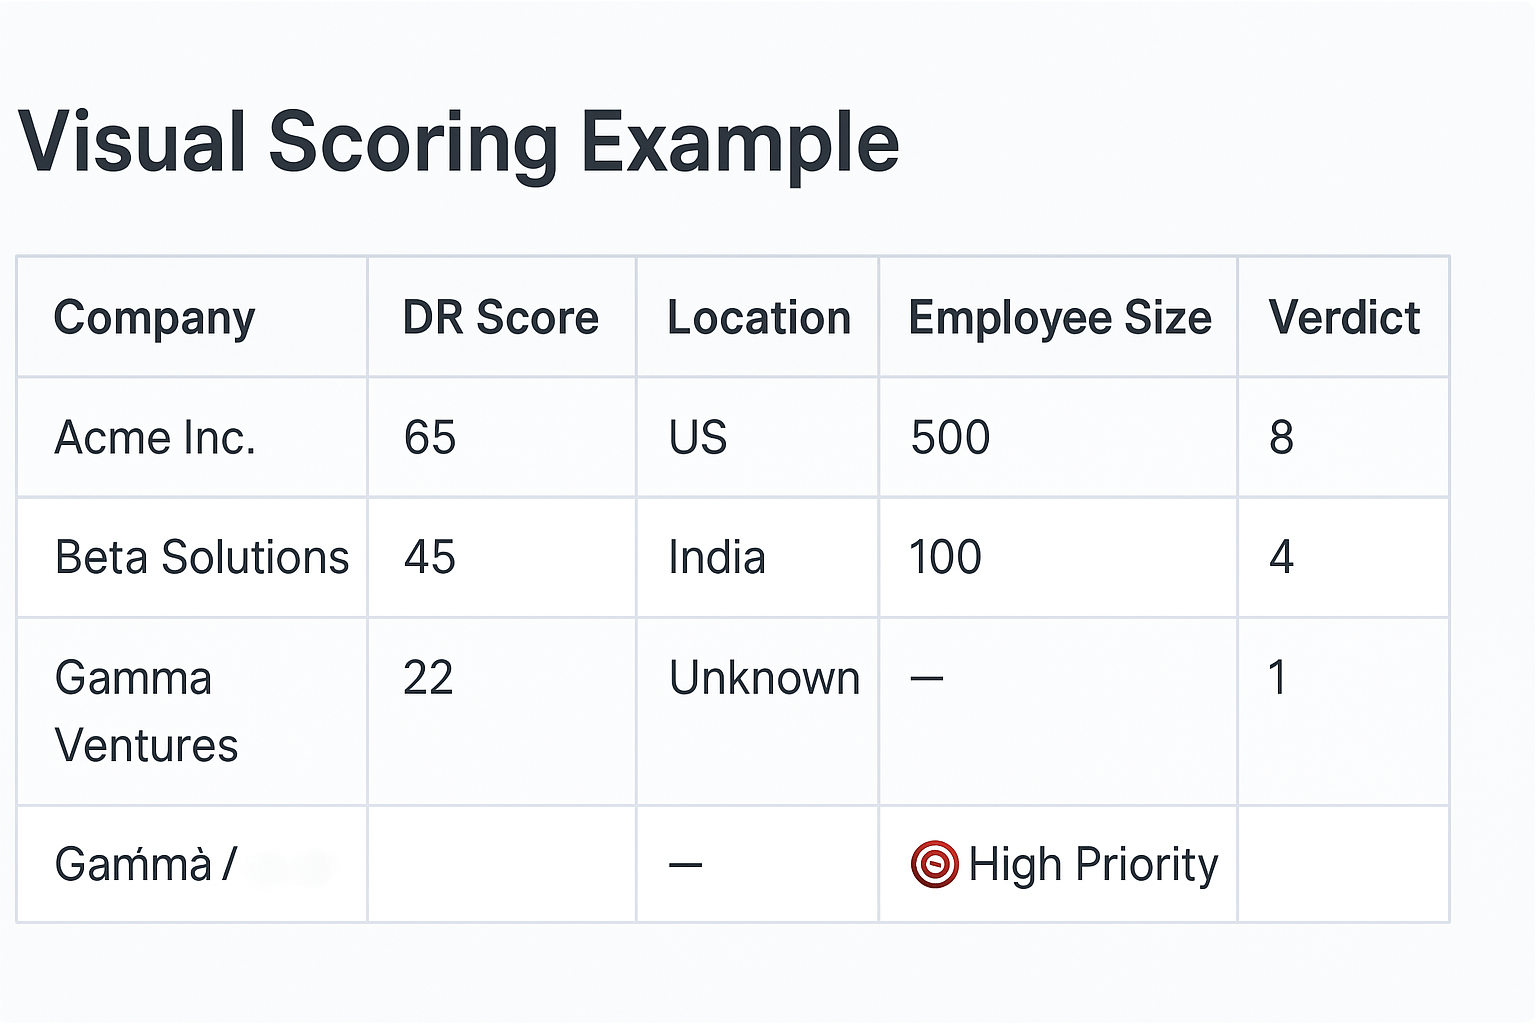 Visual Scoring Example
Company DR Score Location Employee Size Verdict
Acme Inc. 65 US 500 8
Beta Solutions 45 India 100 4
Gamma 22 Unknown — 1
Ventures
Gaḿmà / — 🎯 High Priority